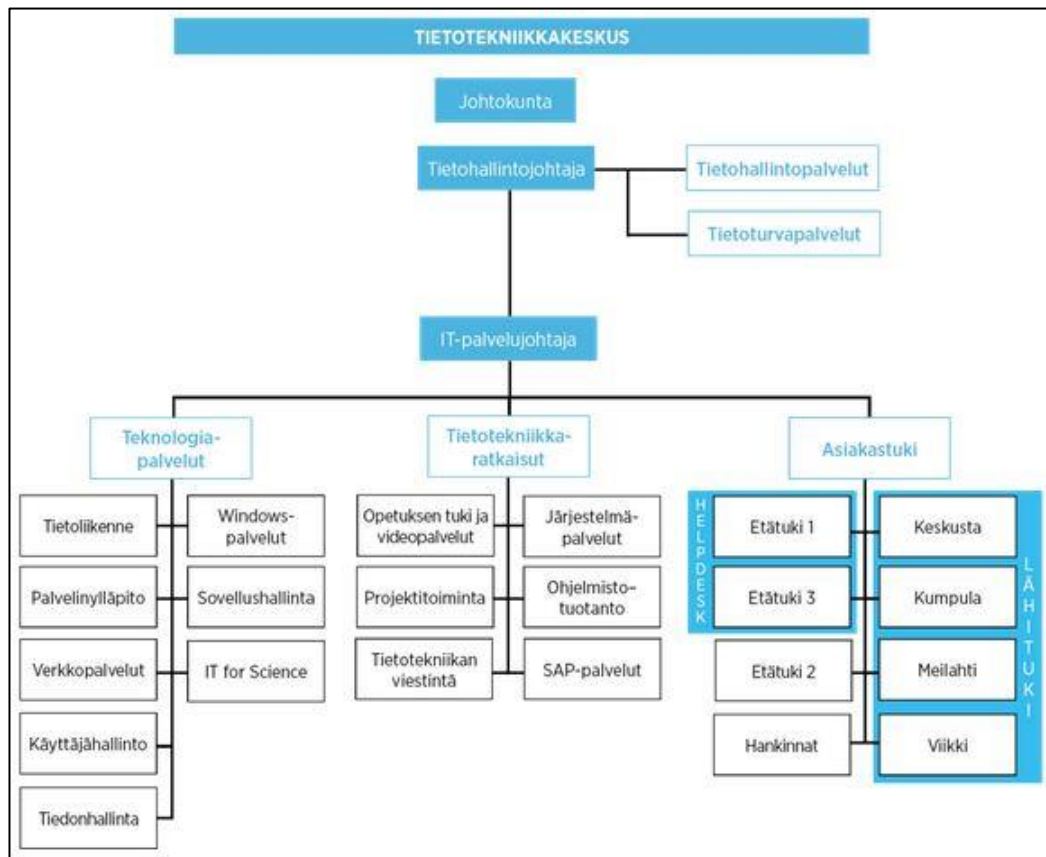 TIETOTEKNIIKKAKESKUS
Johtokunta
Tietohallintojohtaja
Tietohallintopalvelut
Tietoturvapalvelut
IT-palvelujohtaja
Teknologia-
palvelut
Tietotekniikka-
ratkaisut
Asiakastuki
Tietoliikenne
Windows-
palvelut
Palvelinylläpito
Sovellushallinta
Verkkopalvelut
IT for Science
Käyttäjähallinto
Tiedonhallinta
Opetuksen tuki ja
videopalvelut
Järjestelmä-
palvelut
Projektitoiminta
Ohjelmisto-
tuotanto
Tietotekniikan
viestintä
SAP-palvelut
HELPDESK
Etätuki 1
Etätuki 3
Etätuki 2
Hankinnat
Keskusta
Kumpula
Meilahti
Viikki
LÄHITUKI